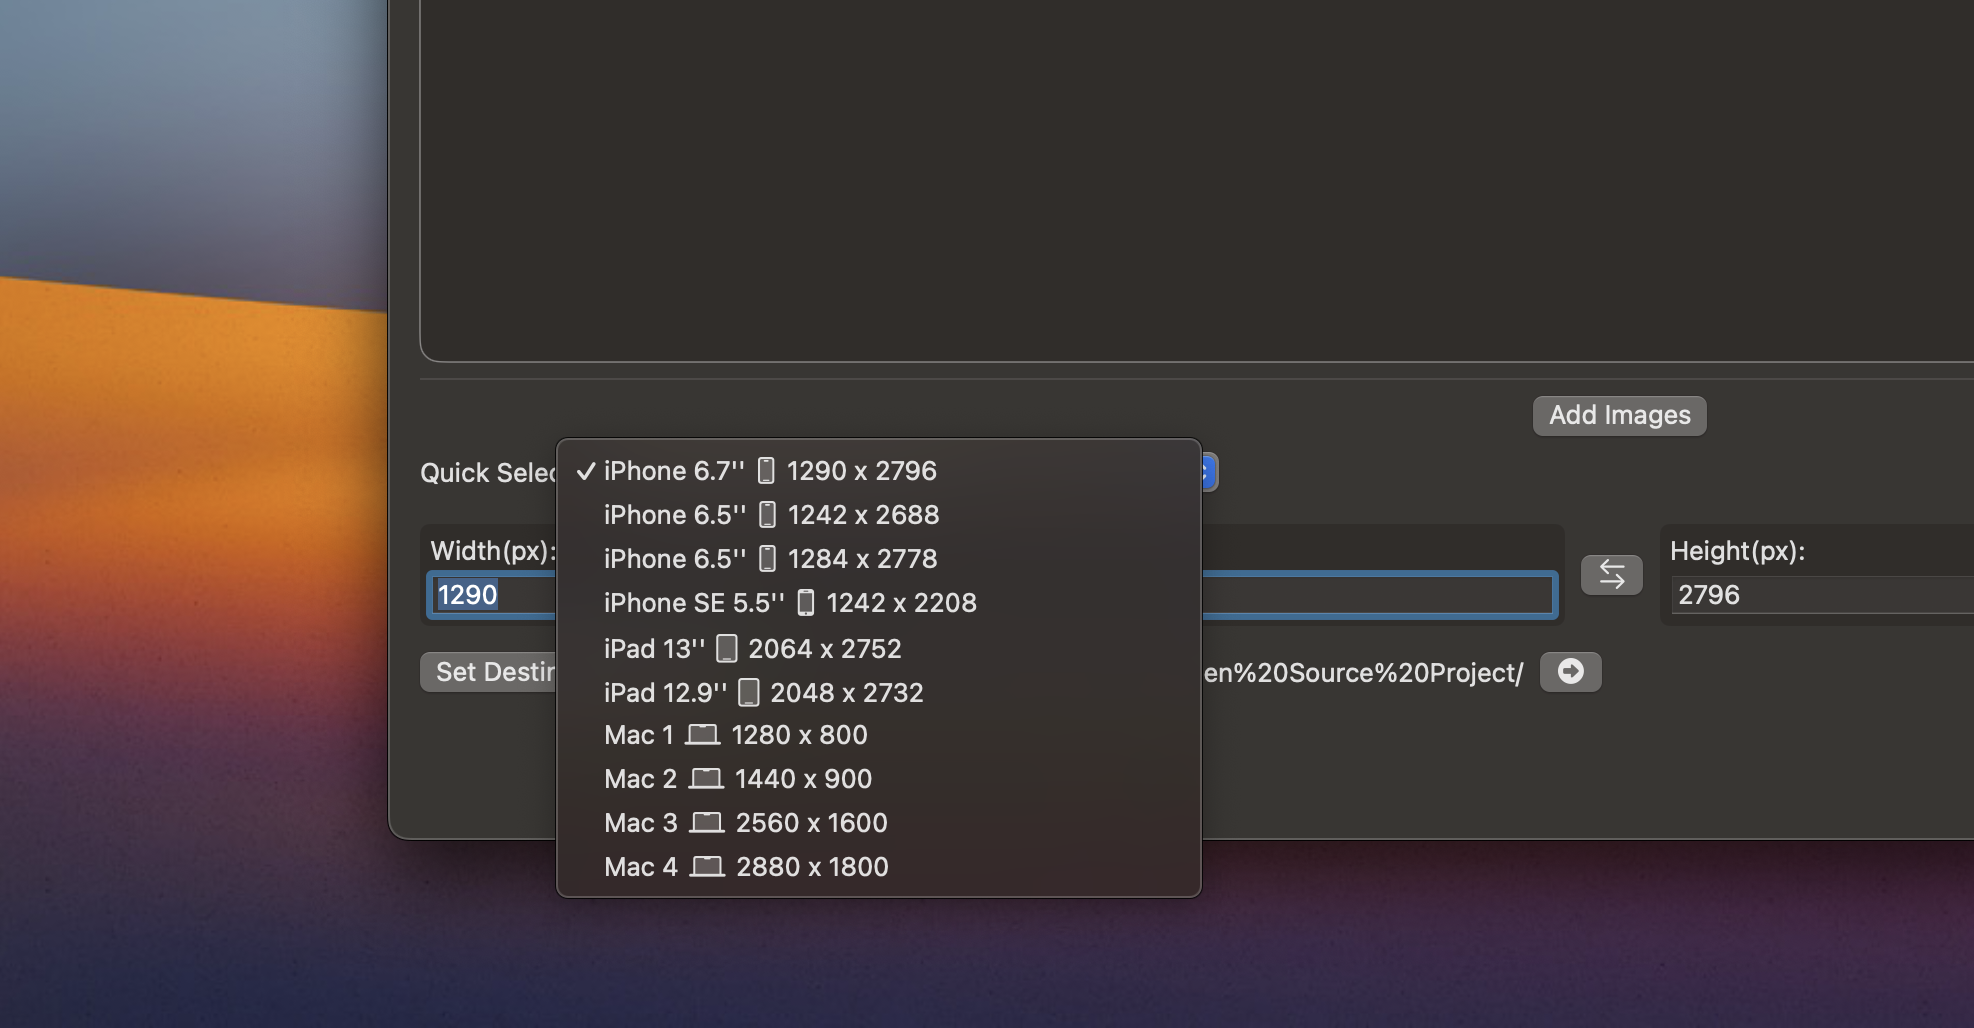 Add Images
Quick Selec
✓ iPhone 6.7'' 1290 x 2796
iPhone 6.5'' 1242 x 2688
iPhone 6.5'' 1284 x 2778
iPhone SE 5.5'' 1242 x 2208
iPad 13'' 2064 x 2752
iPad 12.9'' 2048 x 2732
Mac 1 1280 x 800
Mac 2 1440 x 900
Mac 3 2560 x 1600
Mac 4 2880 x 1800
Width(px):
1290
Height(px):
2796
Set Destin
en%20Source%20Project/